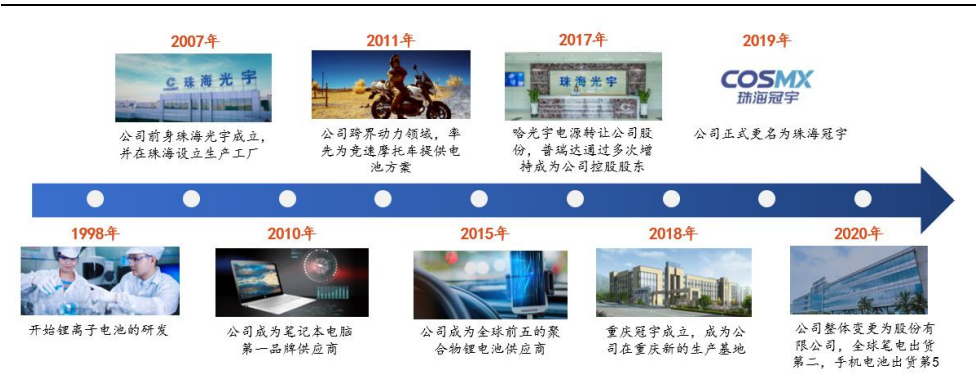 2007年
珠海光宇
公司前身珠海光宇成立，
并在珠海设立生产工厂
2011年
公司跨界动力领域，率
先为竞速摩托车提供电
池方案
2017年
珠海光宇
哈光宇电源转让公司股
份，普瑞达通过多次增
持成为公司控股股东
2019年
COSMX
珠海冠宇
公司正式更名为珠海冠宇
1998年
开始锂离子电池的研发
2010年
公司成为笔记本电脑
第一品牌供应商
2015年
公司成为全球前五的聚
合物锂电池供应商
2018年
重庆冠宇成立，成为公
司在重庆新的生产基地
2020年
公司整体变更为股份有
限公司，全球笔电出货
第二，手机电池出货第5